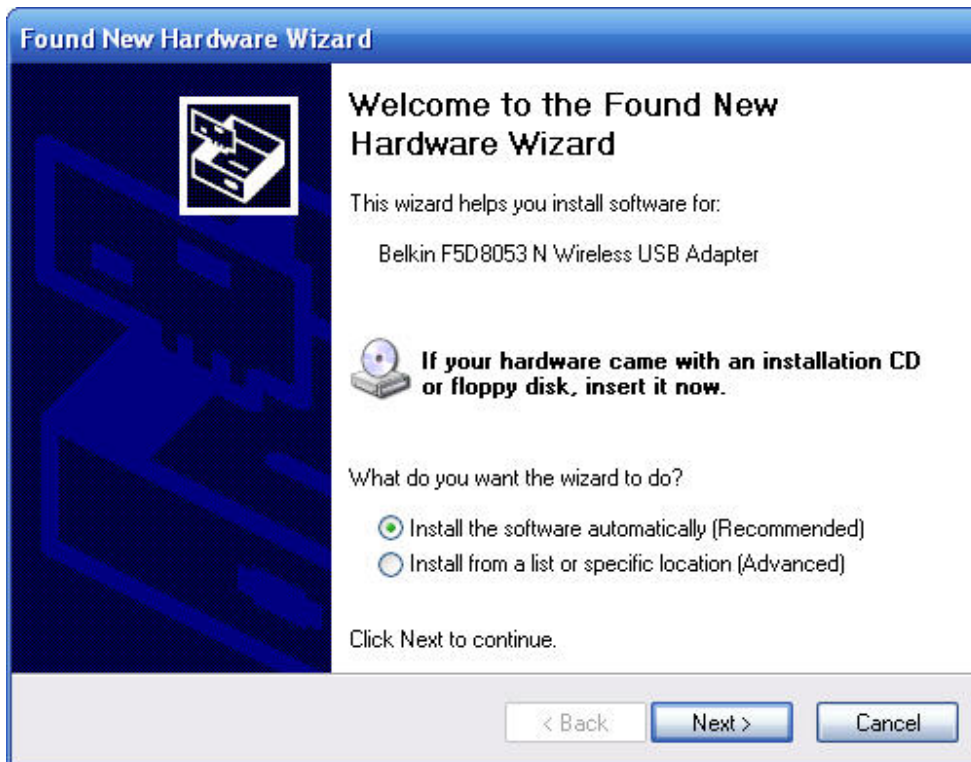 Found New Hardware Wizard
Welcome to the Found New
Hardware Wizard
This wizard helps you install software for:
Belkin F5D8053 N Wireless USB Adapter
If your hardware came with an installation CD
or floppy disk, insert it now.
What do you want the wizard to do?
Install the software automatically (Recommended)
Install from a list or specific location (Advanced)
Click Next to continue.
< Back Next > Cancel